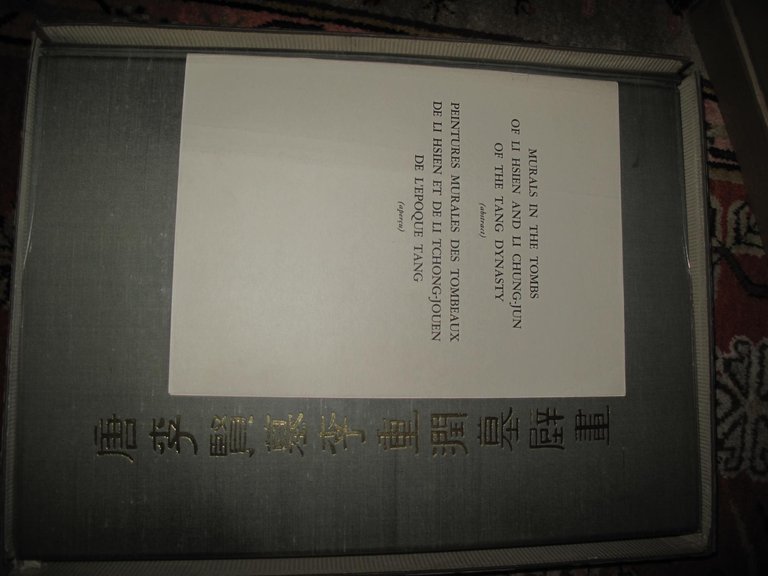 MURALS IN THE TOMBS
OF LI HSIEN AND LI CHUNG-JUN
OF THE TANG DYNASTY
(abstract)
PEINTURES MURALES DES TOMBEAUX
DE LI HSIEN ET DE LI TCHONG-JOUEN
DE L'EPOQUE TANG
(aperçu)
唐李賢墓李重潤墓壁畫